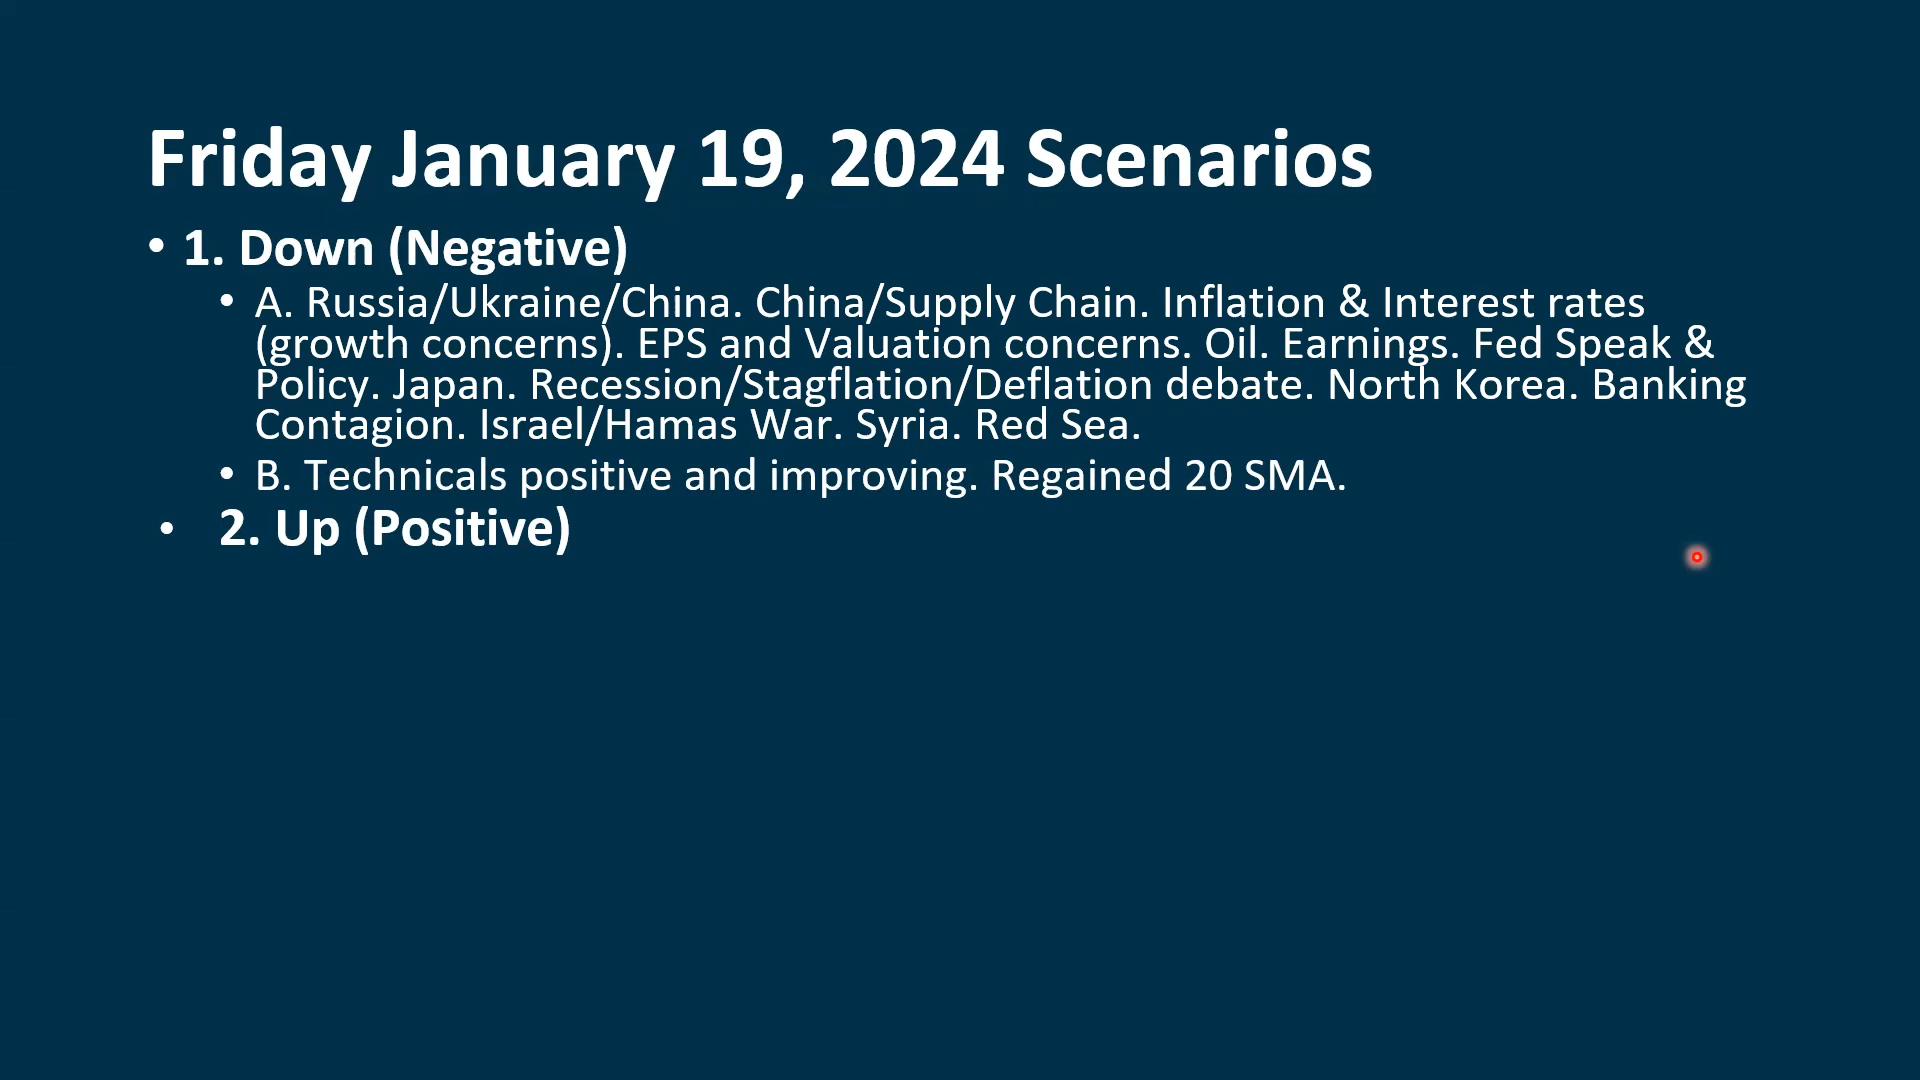 Friday January 19, 2024 Scenarios
• 1. Down (Negative)
• A. Russia/Ukraine/China. China/Supply Chain. Inflation & Interest rates
(growth concerns). EPS and Valuation concerns. Oil. Earnings. Fed Speak &
Policy. Japan. Recession/Stagflation/Deflation debate. North Korea. Banking
Contagion. Israel/Hamas War. Syria. Red Sea.
• B. Technicals positive and improving. Regained 20 SMA.
• 2. Up (Positive)